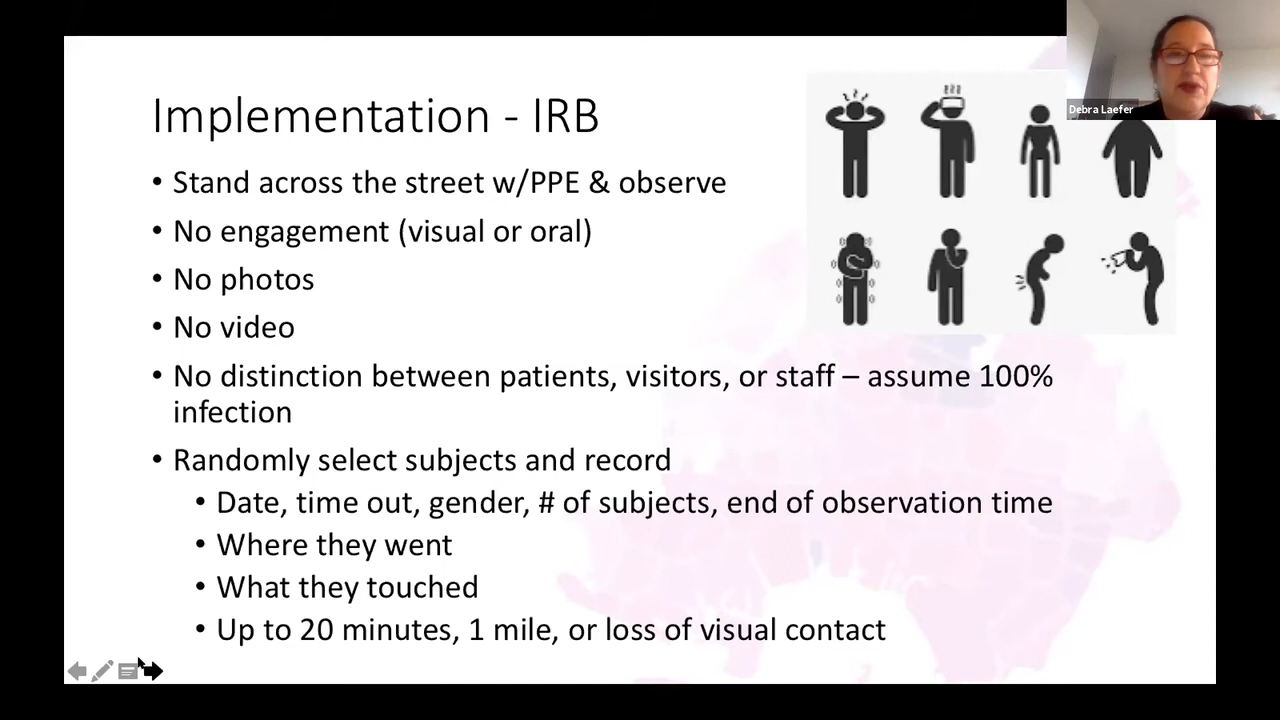 Debra Laefer
Implementation - IRB
• Stand across the street w/PPE & observe
• No engagement (visual or oral)
• No photos
• No video
• No distinction between patients, visitors, or staff – assume 100%
infection
• Randomly select subjects and record
• Date, time out, gender, # of subjects, end of observation time
• Where they went
• What they touched
• Up to 20 minutes, 1 mile, or loss of visual contact